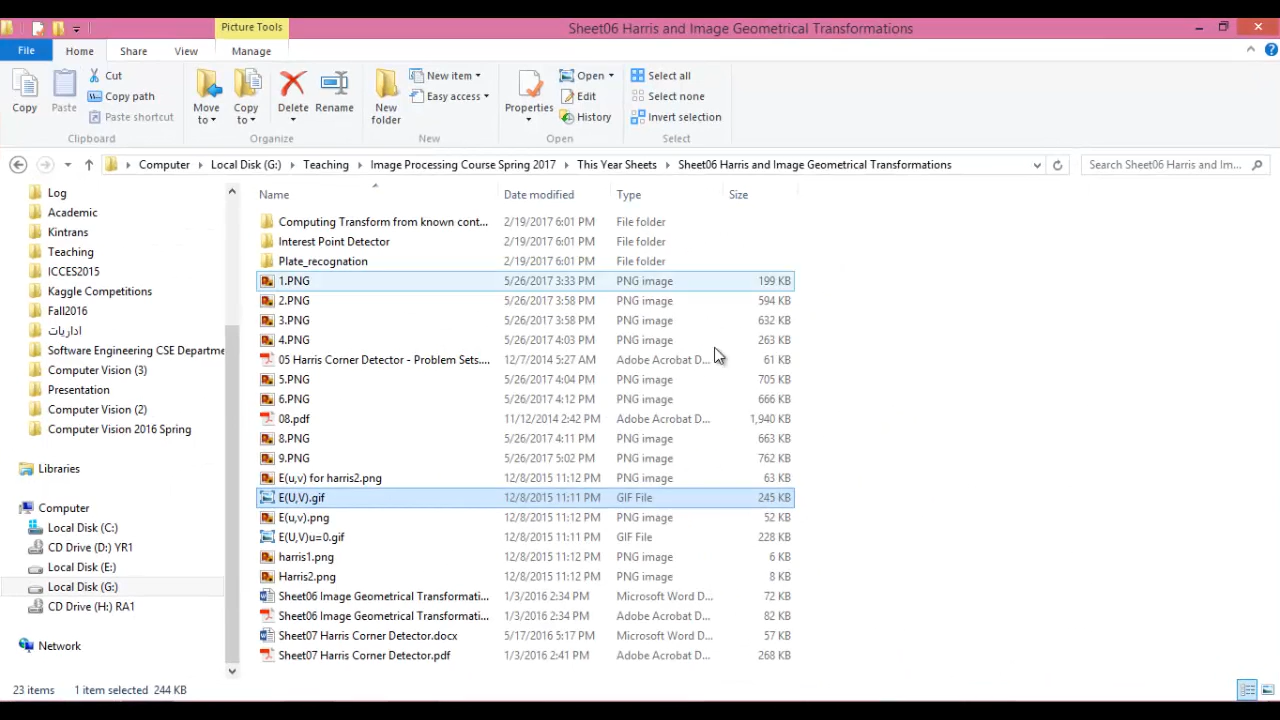 Picture Tools
Sheet06 Harris and Image Geometrical Transformations
File Home Share View Manage
Copy
Paste
Cut
Copy path
Paste shortcut
Clipboard
Move to
Copy to
Delete
Rename
Organize
New folder
New item
Easy access
New
Properties
Open
Edit
History
Open
Select all
Select none
Invert selection
Select
Computer Local Disk (G:) Teaching Image Processing Course Spring 2017 This Year Sheets Sheet06 Harris and Image Geometrical Transformations
Search Sheet06 Harris and Im...
Log
Academic
Kintrans
Teaching
ICCES2015
Kaggle Competitions
Fall2016
اداريات
Software Engineering CSE Departme
Computer Vision (3)
Presentation
Computer Vision (2)
Computer Vision 2016 Spring
Libraries
Computer
Local Disk (C:)
CD Drive (D:) YR1
Local Disk (E:)
Local Disk (G:)
CD Drive (H:) RA1
Network
Name Date modified Type Size
Computing Transform from known cont... 2/19/2017 6:01 PM File folder
Interest Point Detector 2/19/2017 6:01 PM File folder
Plate_recognation 2/19/2017 6:01 PM File folder
1.PNG 5/26/2017 3:33 PM PNG image 199 KB
2.PNG 5/26/2017 3:58 PM PNG image 594 KB
3.PNG 5/26/2017 3:58 PM PNG image 632 KB
4.PNG 5/26/2017 4:03 PM PNG image 263 KB
05 Harris Corner Detector - Problem Sets.... 12/7/2014 5:27 AM Adobe Acrobat D... 61 KB
5.PNG 5/26/2017 4:04 PM PNG image 705 KB
6.PNG 5/26/2017 4:12 PM PNG image 666 KB
08.pdf 11/12/2014 2:42 PM Adobe Acrobat D... 1,940 KB
8.PNG 5/26/2017 4:11 PM PNG image 663 KB
9.PNG 5/26/2017 5:02 PM PNG image 762 KB
E(u,v) for harris2.png 12/8/2015 11:12 PM PNG image 63 KB
E(U,V).gif 12/8/2015 11:11 PM GIF File 245 KB
E(u,v).png 12/8/2015 11:12 PM PNG image 52 KB
E(U,V)u=0.gif 12/8/2015 11:12 PM GIF File 228 KB
harris1.png 12/8/2015 11:12 PM PNG image 6 KB
Harris2.png 12/8/2015 11:12 PM PNG image 8 KB
Sheet06 Image Geometrical Transformati... 1/3/2016 2:34 PM Microsoft Word D... 72 KB
Sheet06 Image Geometrical Transformati... 1/3/2016 2:34 PM Adobe Acrobat D... 82 KB
Sheet07 Harris Corner Detector.docx 5/17/2016 5:17 PM Microsoft Word D... 57 KB
Sheet07 Harris Corner Detector.pdf 1/3/2016 2:41 PM Adobe Acrobat D... 268 KB
23 items 1 item selected 244 KB